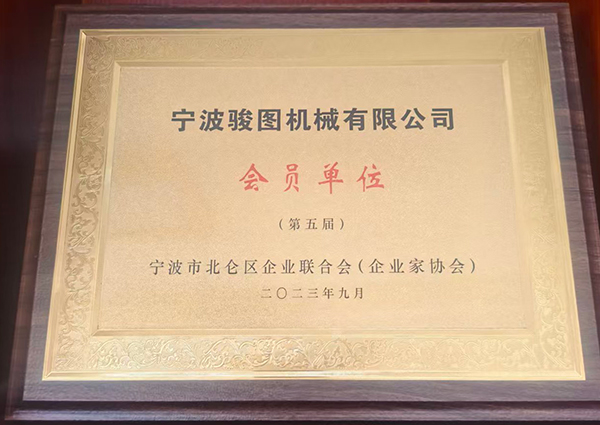 宁波骏图机械有限公司
会员单位
（第五届）
宁波市北仑区企业联合会（企业家协会）
二〇二三年九月